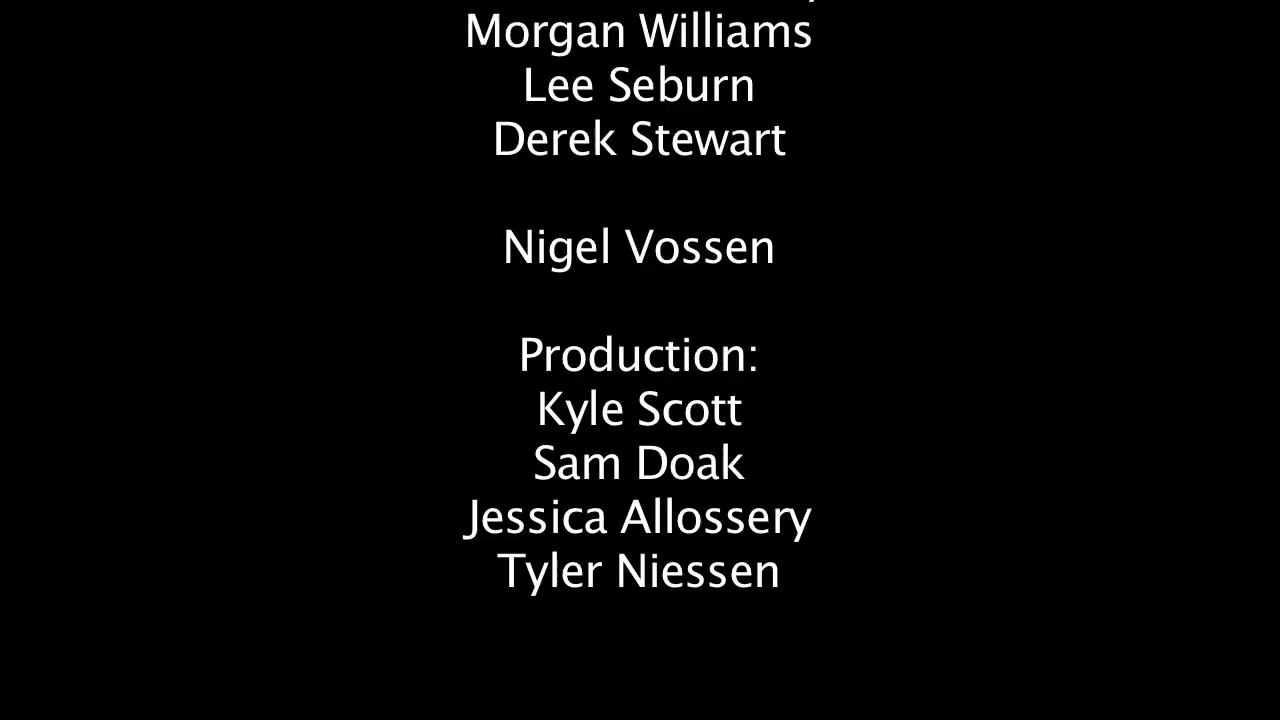 Morgan Williams
Lee Seburn
Derek Stewart
Nigel Vossen
Production:
Kyle Scott
Sam Doak
Jessica Allossery
Tyler Niessen